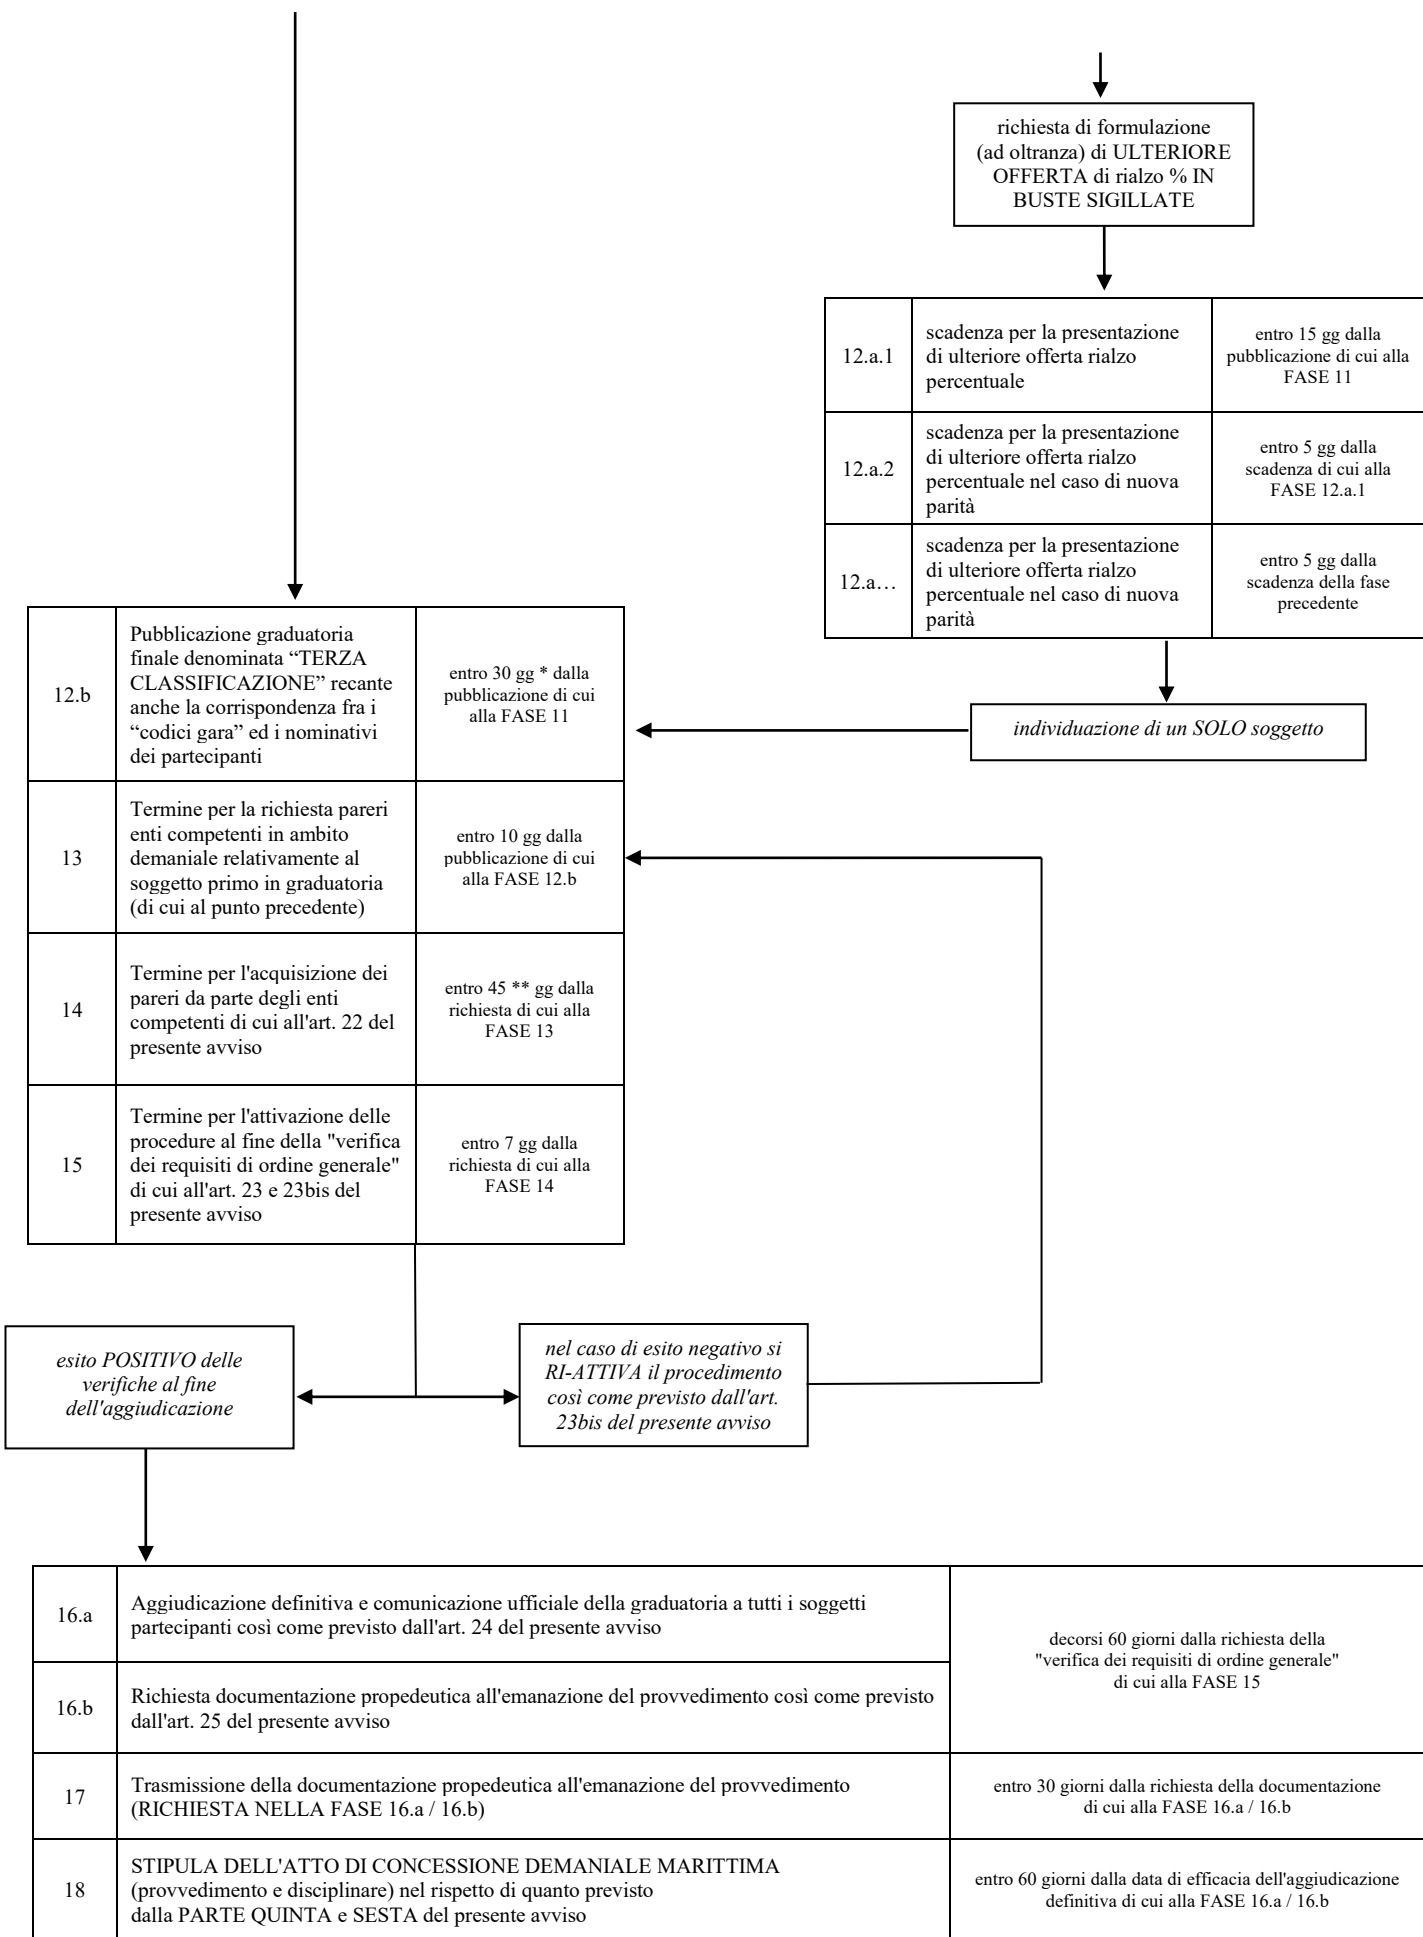 richiesta di formulazione
(ad oltranza) di ULTERIORE
OFFERTA di rialzo % IN
BUSTE SIGILLATE
12.a.1
scadenza per la presentazione
di ulteriore offerta rialzo
percentuale
entro 15 gg dalla
pubblicazione di cui alla
FASE 11
12.a.2
scadenza per la presentazione
di ulteriore offerta rialzo
percentuale nel caso di nuova
parità
entro 5 gg dalla
scadenza di cui alla
FASE 12.a.1
12.a…
scadenza per la presentazione
di ulteriore offerta rialzo
percentuale nel caso di nuova
parità
entro 5 gg dalla
scadenza della fase
precedente
individuazione di un SOLO soggetto
12.b
Pubblicazione graduatoria
finale denominata “TERZA
CLASSIFICAZIONE” recante
anche la corrispondenza fra i
“codici gara” ed i nominativi
dei partecipanti
entro 30 gg * dalla
pubblicazione di cui
alla FASE 11
13
Termine per la richiesta pareri
enti competenti in ambito
demaniale relativamente al
soggetto primo in graduatoria
(di cui al punto precedente)
entro 10 gg dalla
pubblicazione di cui
alla FASE 12.b
14
Termine per l'acquisizione dei
pareri da parte degli enti
competenti di cui all'art. 22 del
presente avviso
entro 45 ** gg dalla
richiesta di cui alla
FASE 13
15
Termine per l'attivazione delle
procedure al fine della "verifica
dei requisiti di ordine generale"
di cui all'art. 23 e 23bis del
presente avviso
entro 7 gg dalla
richiesta di cui alla
FASE 14
esito POSITIVO delle
verifiche al fine
dell'aggiudicazione
nel caso di esito negativo si
RI-ATTIVA il procedimento
così come previsto dall'art.
23bis del presente avviso
16.a
Aggiudicazione definitiva e comunicazione ufficiale della graduatoria a tutti i soggetti
partecipanti così come previsto dall'art. 24 del presente avviso
decorsi 60 giorni dalla richiesta della
"verifica dei requisiti di ordine generale"
di cui alla FASE 15
16.b
Richiesta documentazione propedeutica all'emanazione del provvedimento così come previsto
dall'art. 25 del presente avviso
17
Trasmissione della documentazione propedeutica all'emanazione del provvedimento
(RICHIESTA NELLA FASE 16.a / 16.b)
entro 30 giorni dalla richiesta della documentazione
di cui alla FASE 16.a / 16.b
18
STIPULA DELL'ATTO DI CONCESSIONE DEMANIALE MARITTIMA
(provvedimento e disciplinare) nel rispetto di quanto previsto
dalla PARTE QUINTA e SESTA del presente avviso
entro 60 giorni dalla data di efficacia dell'aggiudicazione
definitiva di cui alla FASE 16.a / 16.b